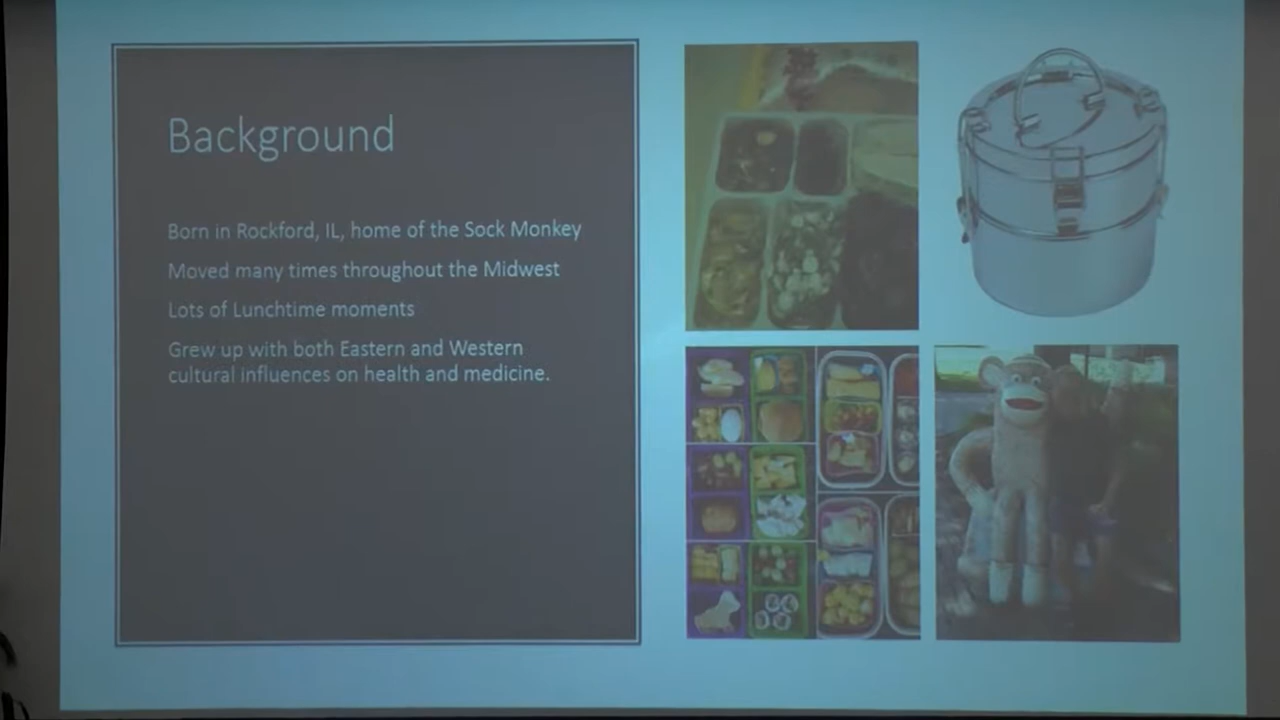 Background
Born in Rockford, IL, home of the Sock Monkey
Moved many times throughout the Midwest
Lots of Lunchtime moments
Grew up with both Eastern and Western
cultural influences on health and medicine.